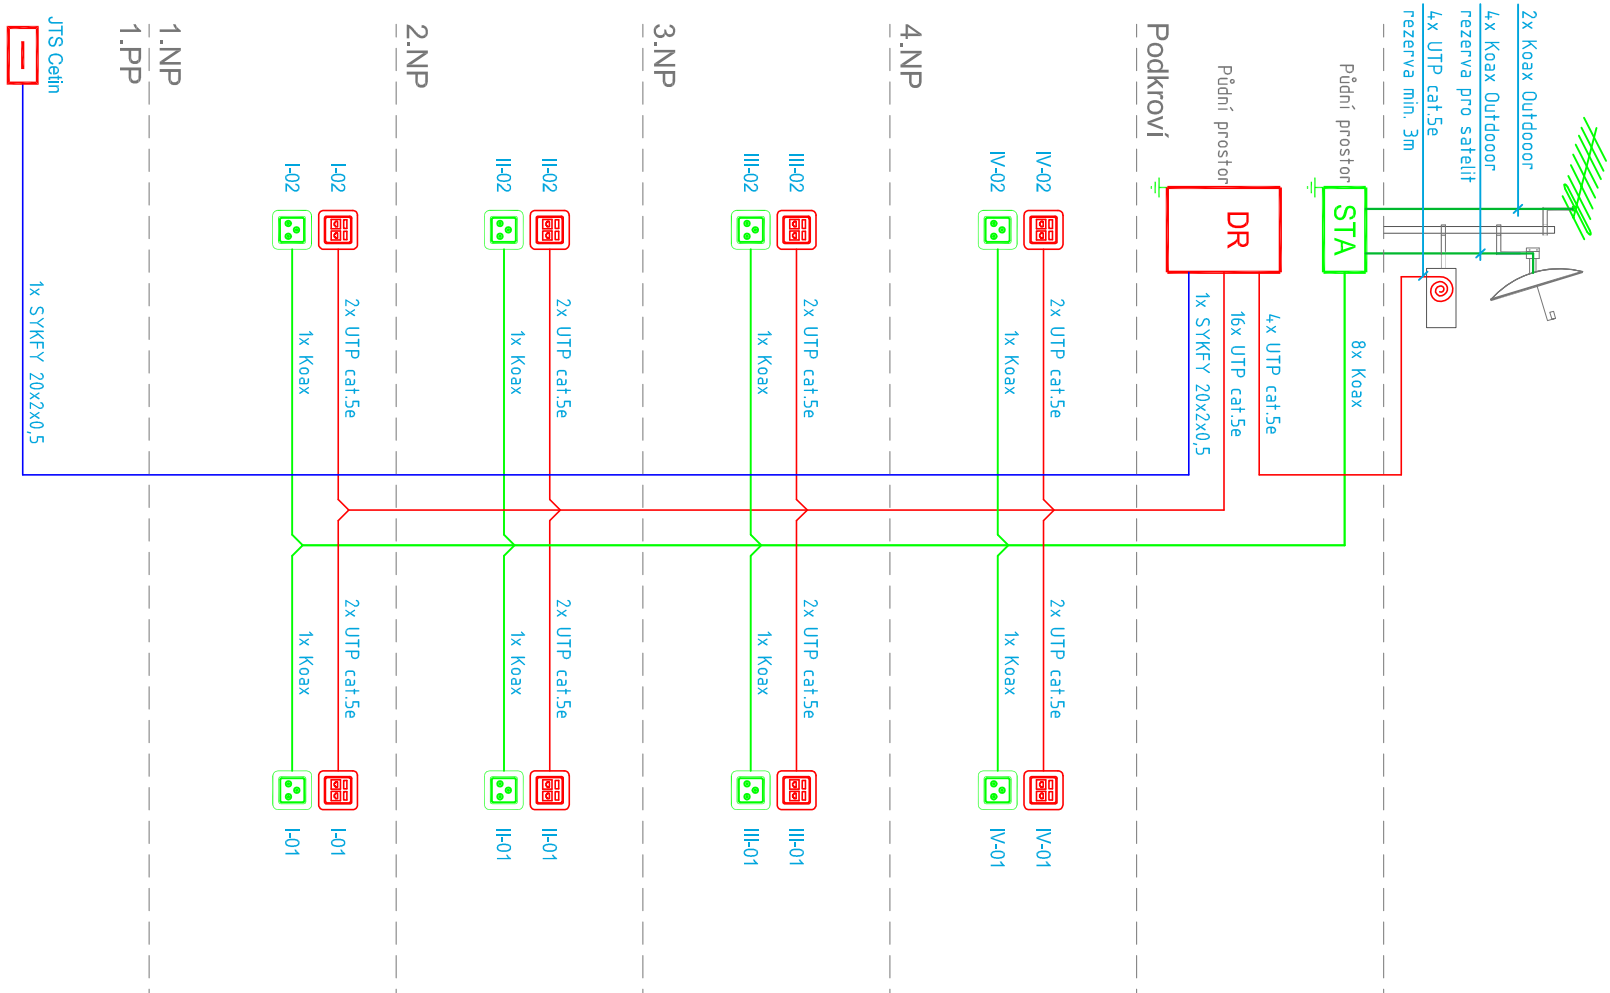 2x Koax Outdooor
4x Koax Outdooor
rezerva pro satelit
4x UTP cat.5e
rezerva min. 3m
Půdní prostor
STA
8x Koax
Půdní prostor
DR
4x UTP cat.5e
16x UTP cat.5e
1x SYKFY 20x2x0,5
Podkroví
IV-02
2x UTP cat.5e
2x UTP cat.5e
IV-01
IV-02
1x Koax
1x Koax
IV-01
4.NP
III-02
2x UTP cat.5e
2x UTP cat.5e
III-01
III-02
1x Koax
1x Koax
III-01
3.NP
II-02
2x UTP cat.5e
2x UTP cat.5e
II-01
II-02
1x Koax
1x Koax
II-01
2.NP
I-02
2x UTP cat.5e
2x UTP cat.5e
I-01
I-02
1x Koax
1x Koax
I-01
1.NP
1.PP
JTS Cetin
1x SYKFY 20x2x0,5